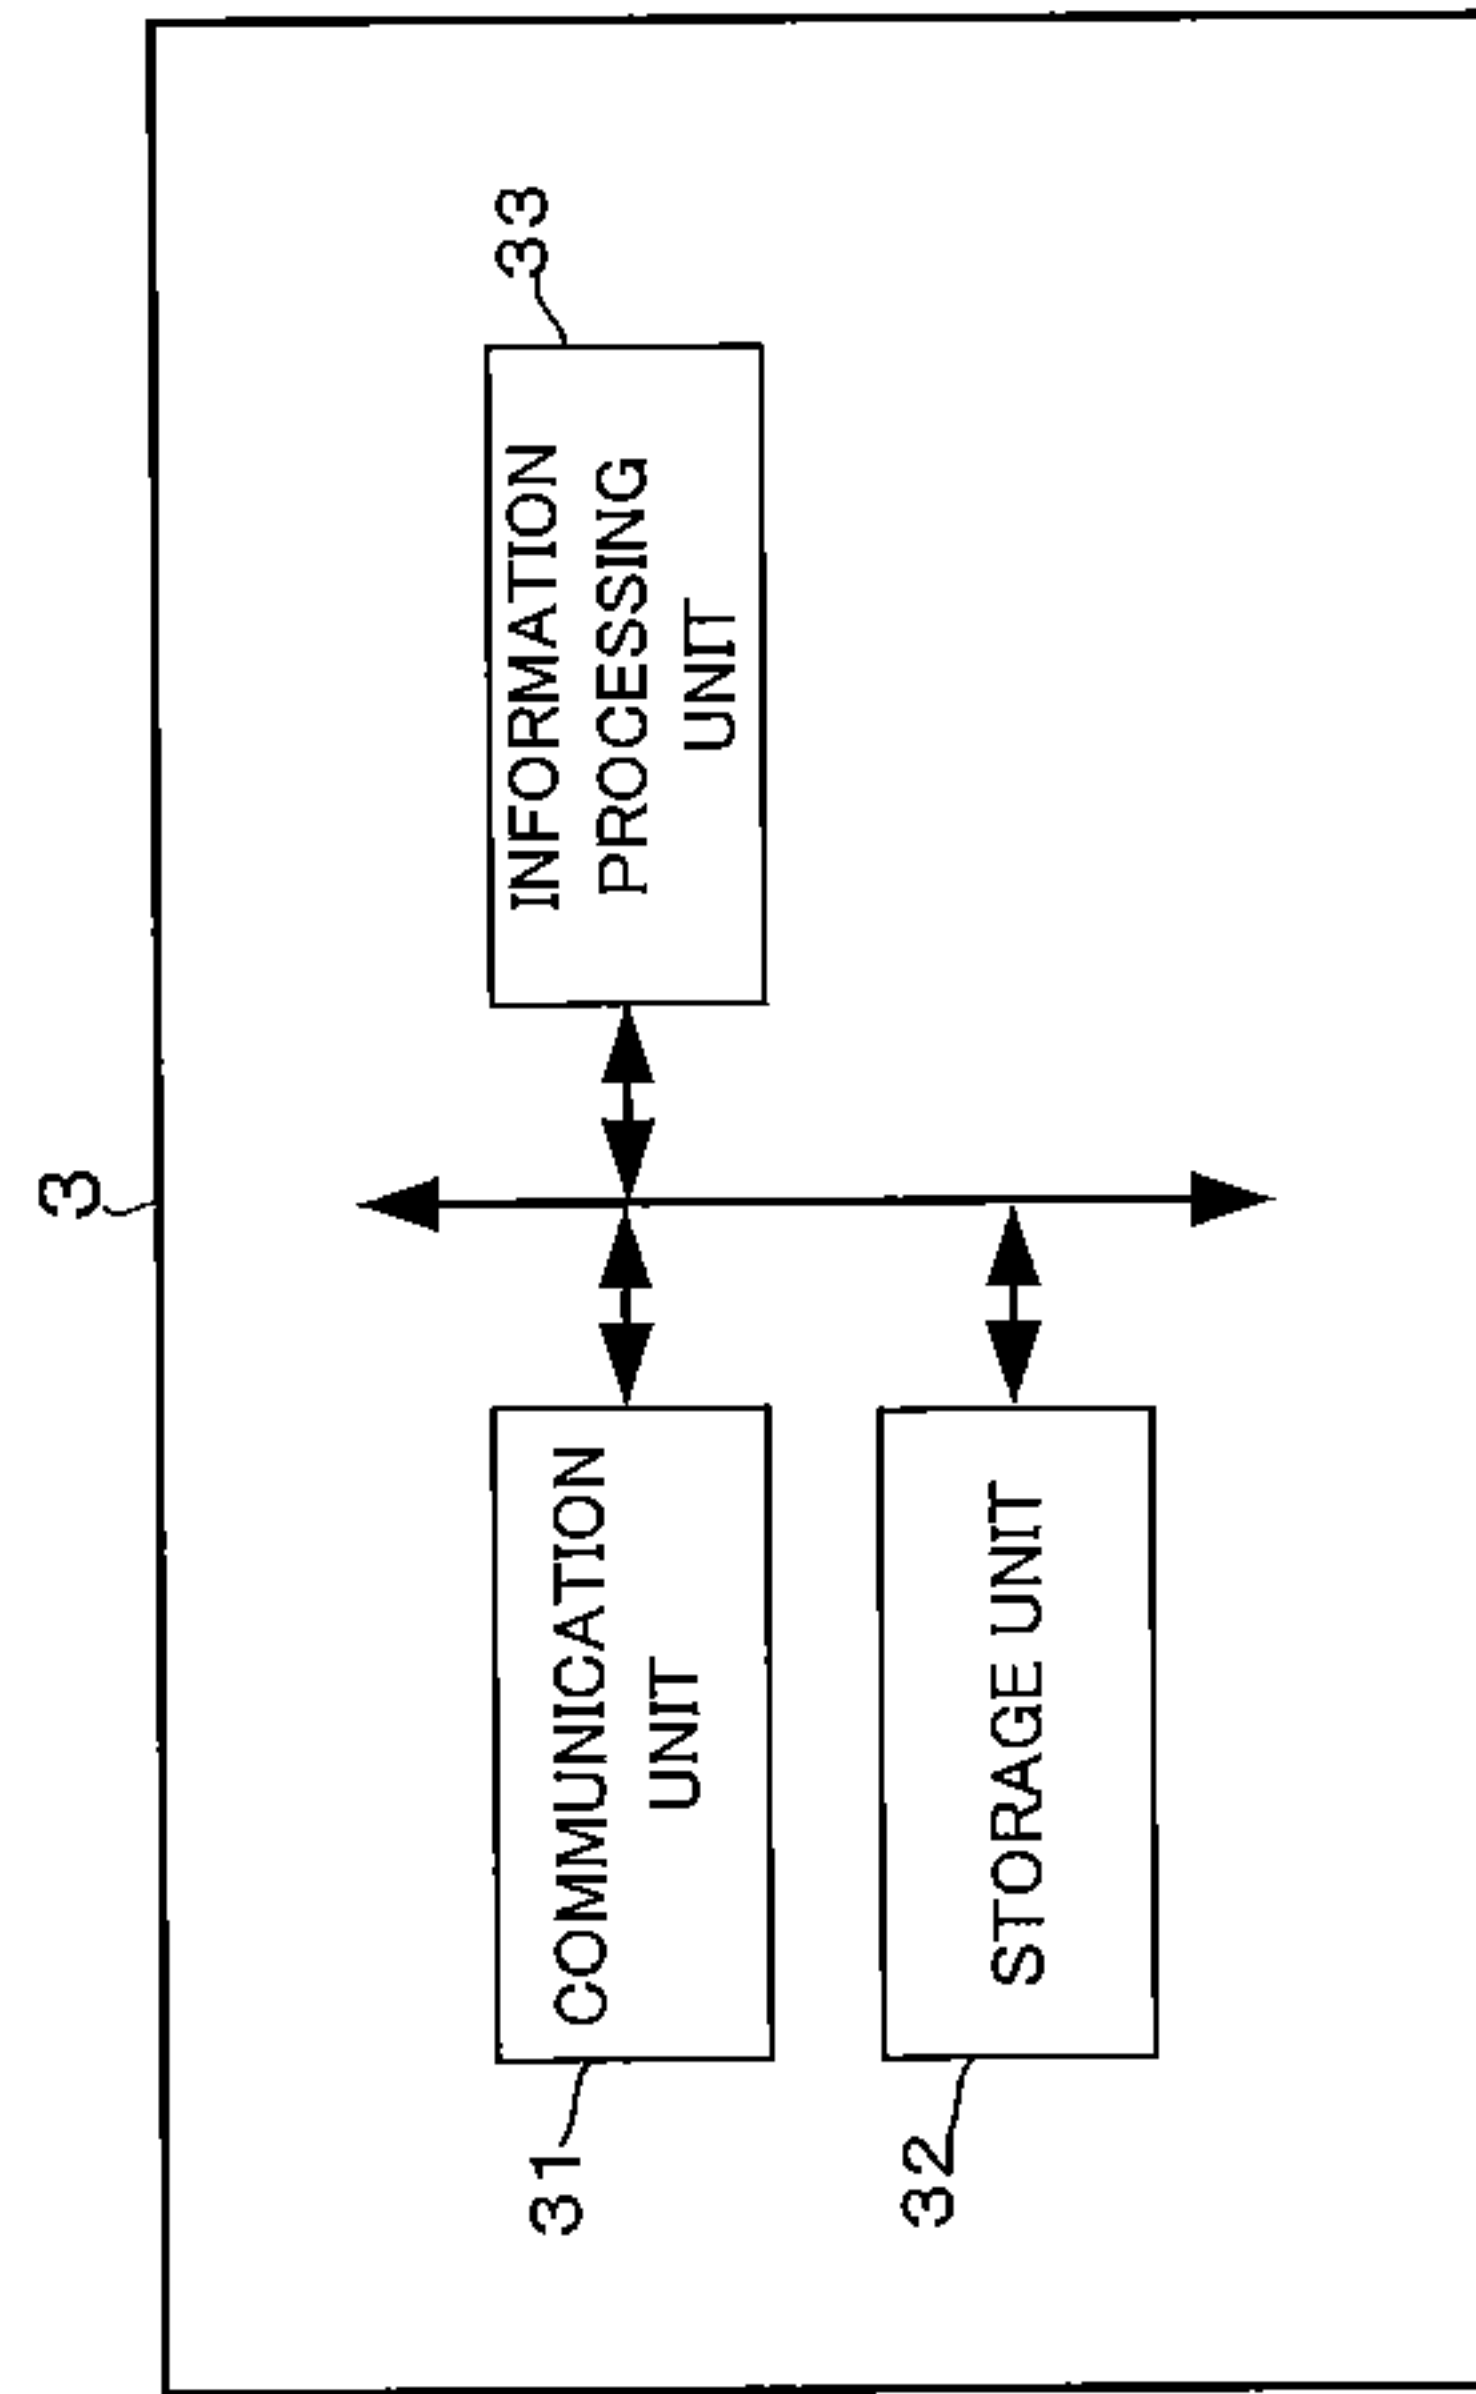 3
31
COMMUNICATION
UNIT
33
INFORMATION
PROCESSING
UNIT
32
STORAGE UNIT